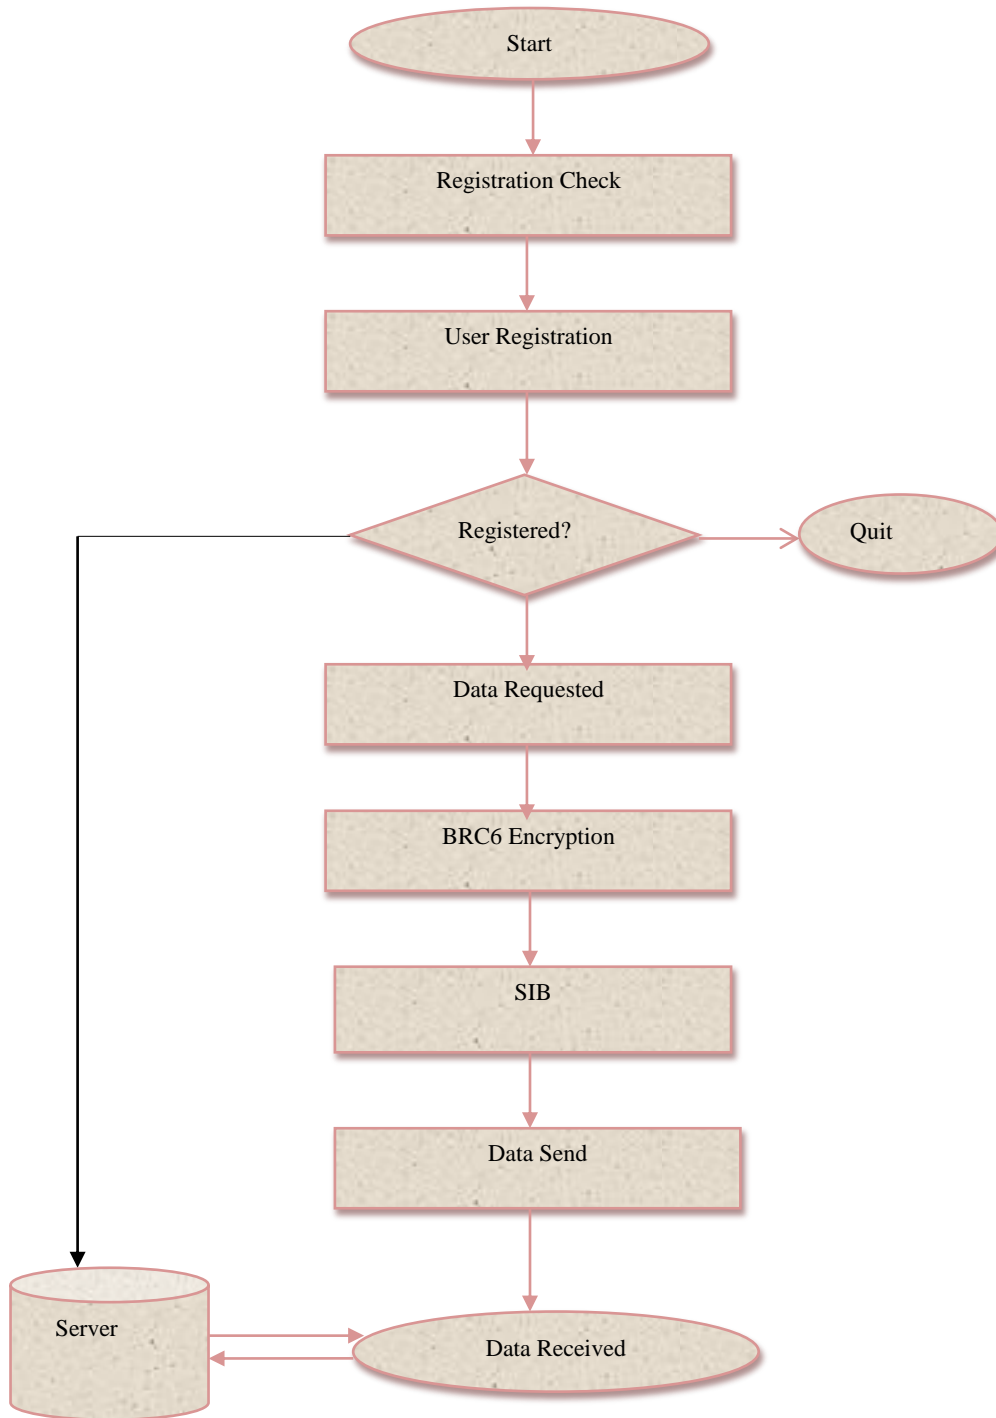 Start
Registration Check
User Registration
Registered?
Quit
Data Requested
BRC6 Encryption
SIB
Data Send
Server
Data Received